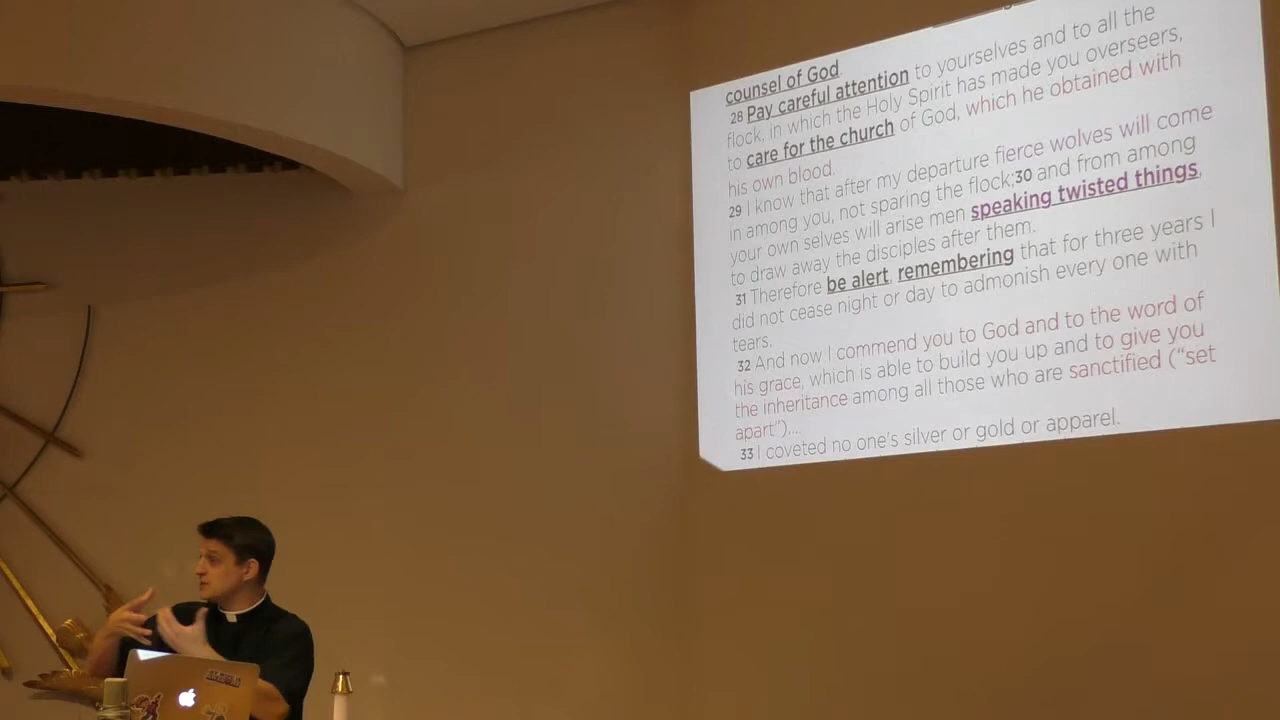 counsel of God.
28 Pay careful attention to yourselves and to all the
flock, in which the Holy Spirit has made you overseers,
to care for the church of God, which he obtained with
his own blood.
29 I know that after my departure fierce wolves will come
in among you, not sparing the flock;30 and from among
your own selves will arise men speaking twisted things,
to draw away the disciples after them.
31 Therefore be alert, remembering that for three years I
did not cease night or day to admonish every one with
tears.
32 And now I commend you to God and to the word of
his grace, which is able to build you up and to give you
the inheritance among all those who are sanctified (“set
apart”)...
33 I coveted no one's silver or gold or apparel.